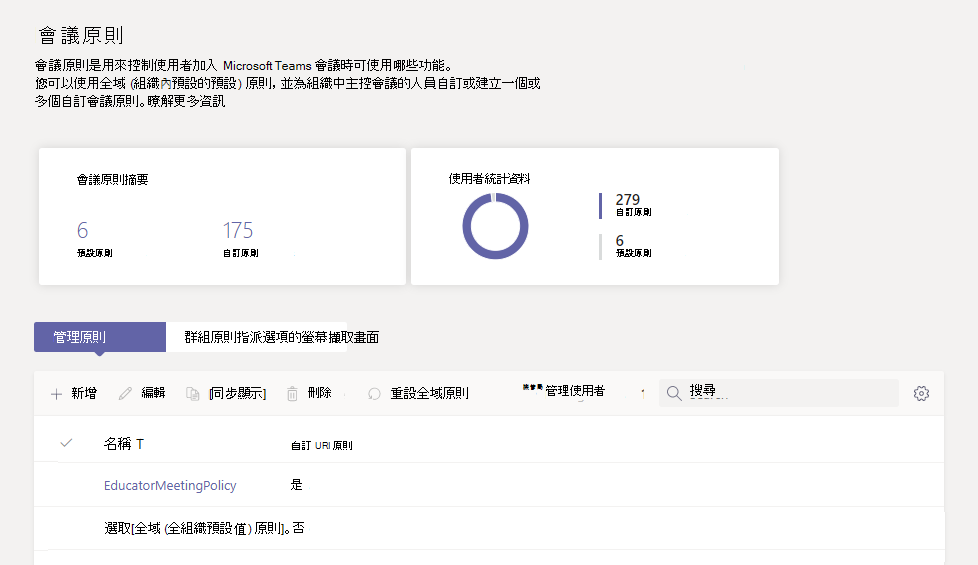 會議原則
會議原則是用來控制使用者加入 Microsoft Teams 會議時可使用哪些功能。
您可以使用全域 (組織內預設的預設) 原則, 並為組織中主控會議的人員自訂或建立一個或
多個自訂會議原則。瞭解更多資訊
會議原則摘要
6
預設原則
175
自訂原則
使用者統計資料
279
自訂原則
6
預設原則
管理原則
群組原則指派選項的螢幕擷取畫面
新增
編輯
[同步顯示]
刪除
重設全域原則
管理使用者
搜尋
名稱 T
自訂 URI 原則
EducatorMeetingPolicy
是
選取[全域 (全組織預設值) 原則]。否